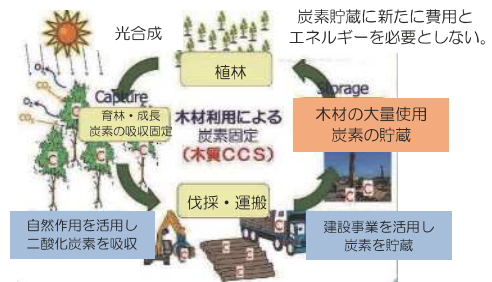 光合成
炭素貯蔵に新たに費用と
エネルギーを必要としない。
植林
Capture
Storage
O₂
CO₂
O₂
CO₂
育林・成長
炭素の吸収固定
木材利用による
炭素固定
(木質CCS)
木材の大量使用
炭素の貯蔵
C
C
C
C
C
C
伐採・運搬
自然作用を活用し
二酸化炭素を吸収
建設事業を活用し
炭素を貯蔵
C
C
C
C
C